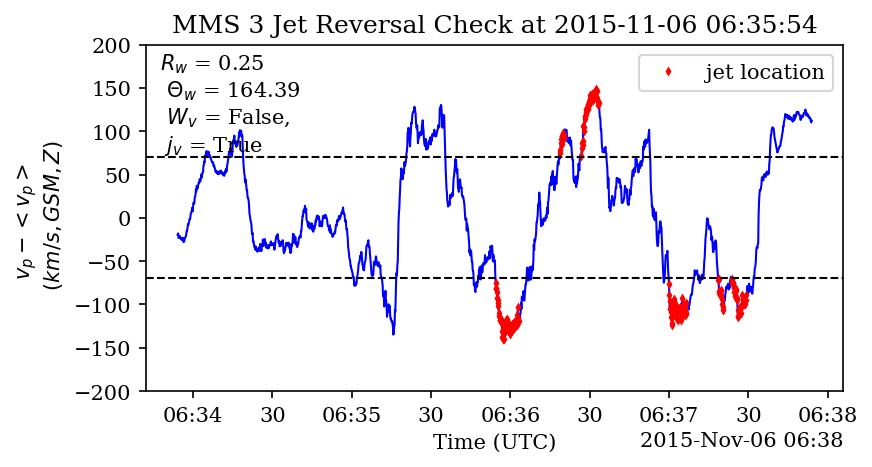 MMS 3 Jet Reversal Check at 2015-11-06 06:35:54
R_w = 0.25
Θ_w = 164.39
W_v = False,
j_v = True
jet location
200
150
100
50
0
−50
−100
−150
−200
v_p − < v_p >
(km/s, GSM, Z)
06:34 30 06:35 30 06:36 30 06:37 30 06:38
Time (UTC)
2015-Nov-06 06:38